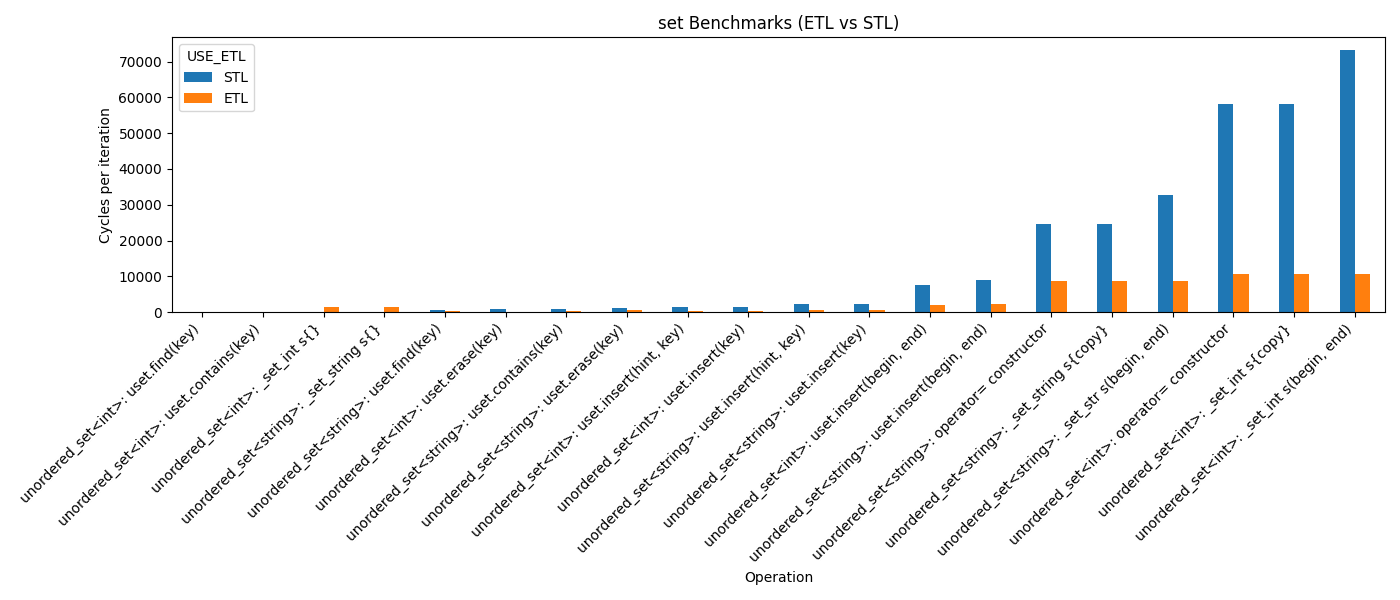 set Benchmarks (ETL vs STL)
USE_ETL
STL
ETL
Cycles per iteration
70000
60000
50000
40000
30000
20000
10000
0
unordered_set<int>: uset.find(key)
unordered_set<int>: uset.contains(key)
unordered_set<int>: _set_int s{}
unordered_set<string>: _set_string s{}
unordered_set<string>: uset.find(key)
unordered_set<int>: uset.erase(key)
unordered_set<string>: uset.contains(key)
unordered_set<string>: uset.erase(key)
unordered_set<int>: uset.insert(hint, key)
unordered_set<int>: uset.insert(key)
unordered_set<string>: uset.insert(hint, key)
unordered_set<string>: uset.insert(key)
unordered_set<int>: uset.insert(begin, end)
unordered_set<string>: uset.insert(begin, end)
unordered_set<string>: operator= constructor
unordered_set<string>: _set_string s{copy}
unordered_set<string>: _set_str s(begin, end)
unordered_set<int>: operator= constructor
unordered_set<int>: _set_int s{copy}
unordered_set<int>: _set_int s(begin, end)
Operation